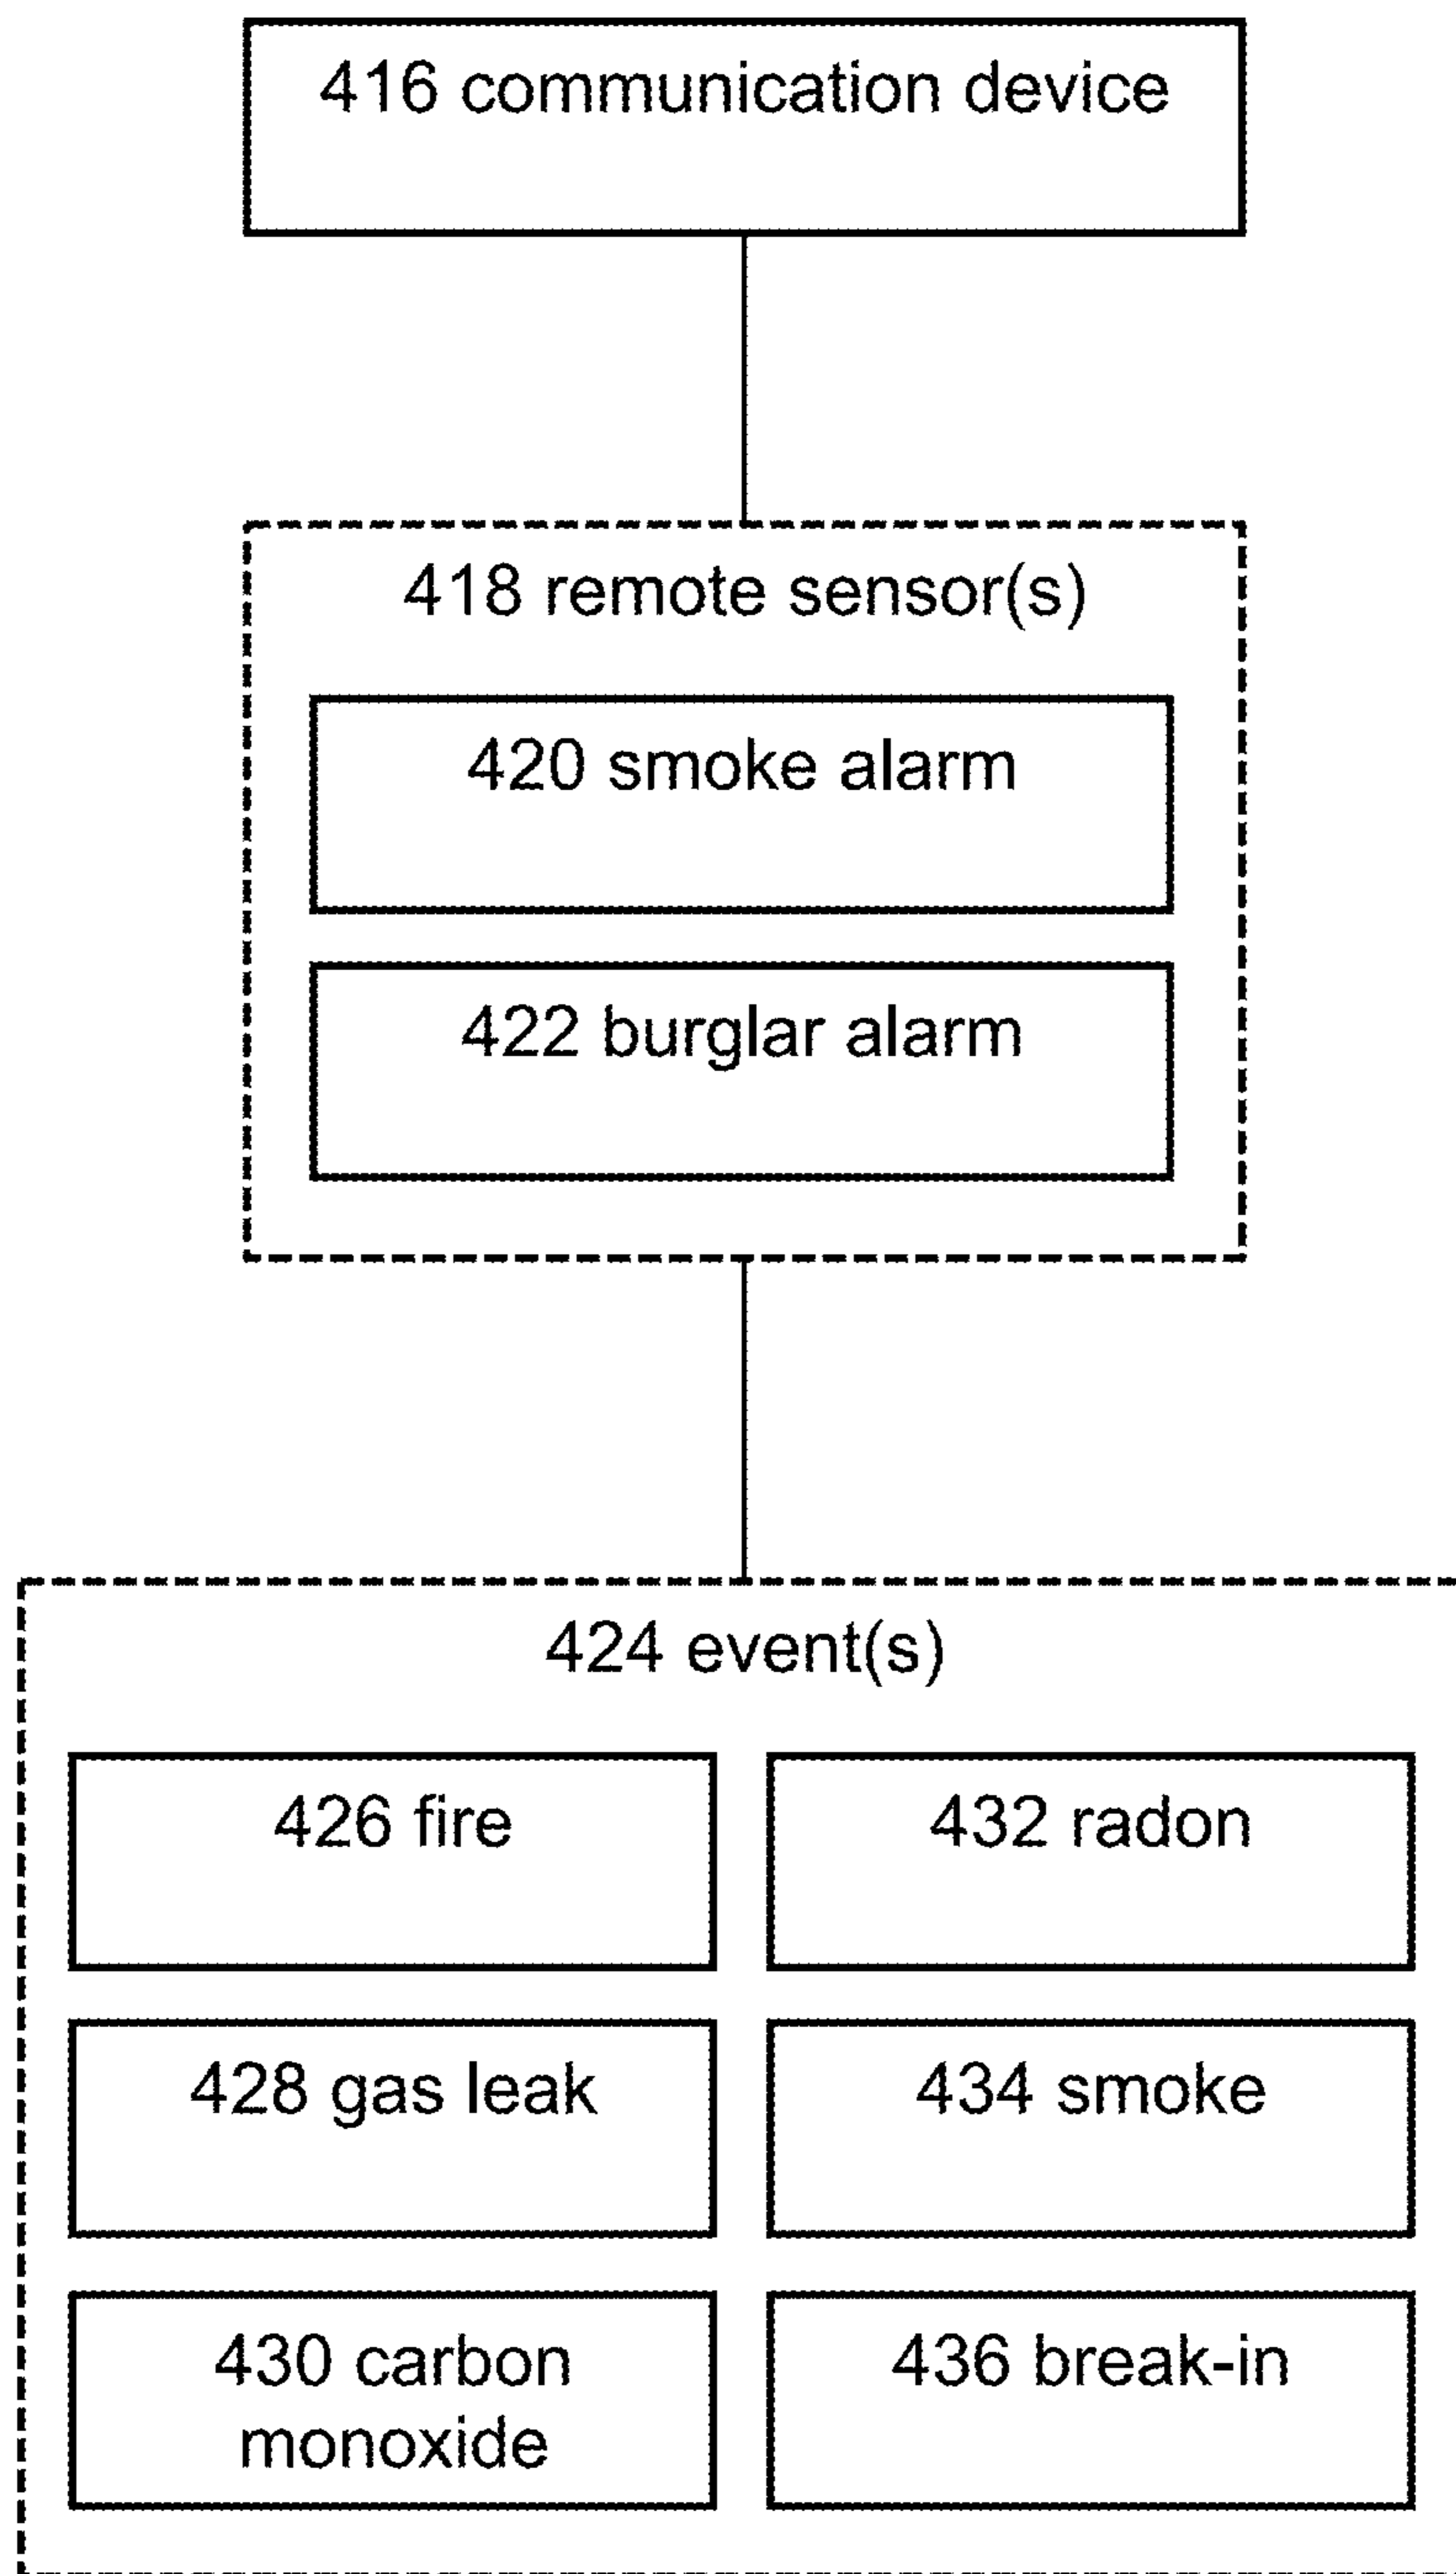 416 communication device
418 remote sensor(s)
420 smoke alarm
422 burglar alarm
424 event(s)
426 fire
432 radon
428 gas leak
434 smoke
430 carbon
monoxide
436 break-in